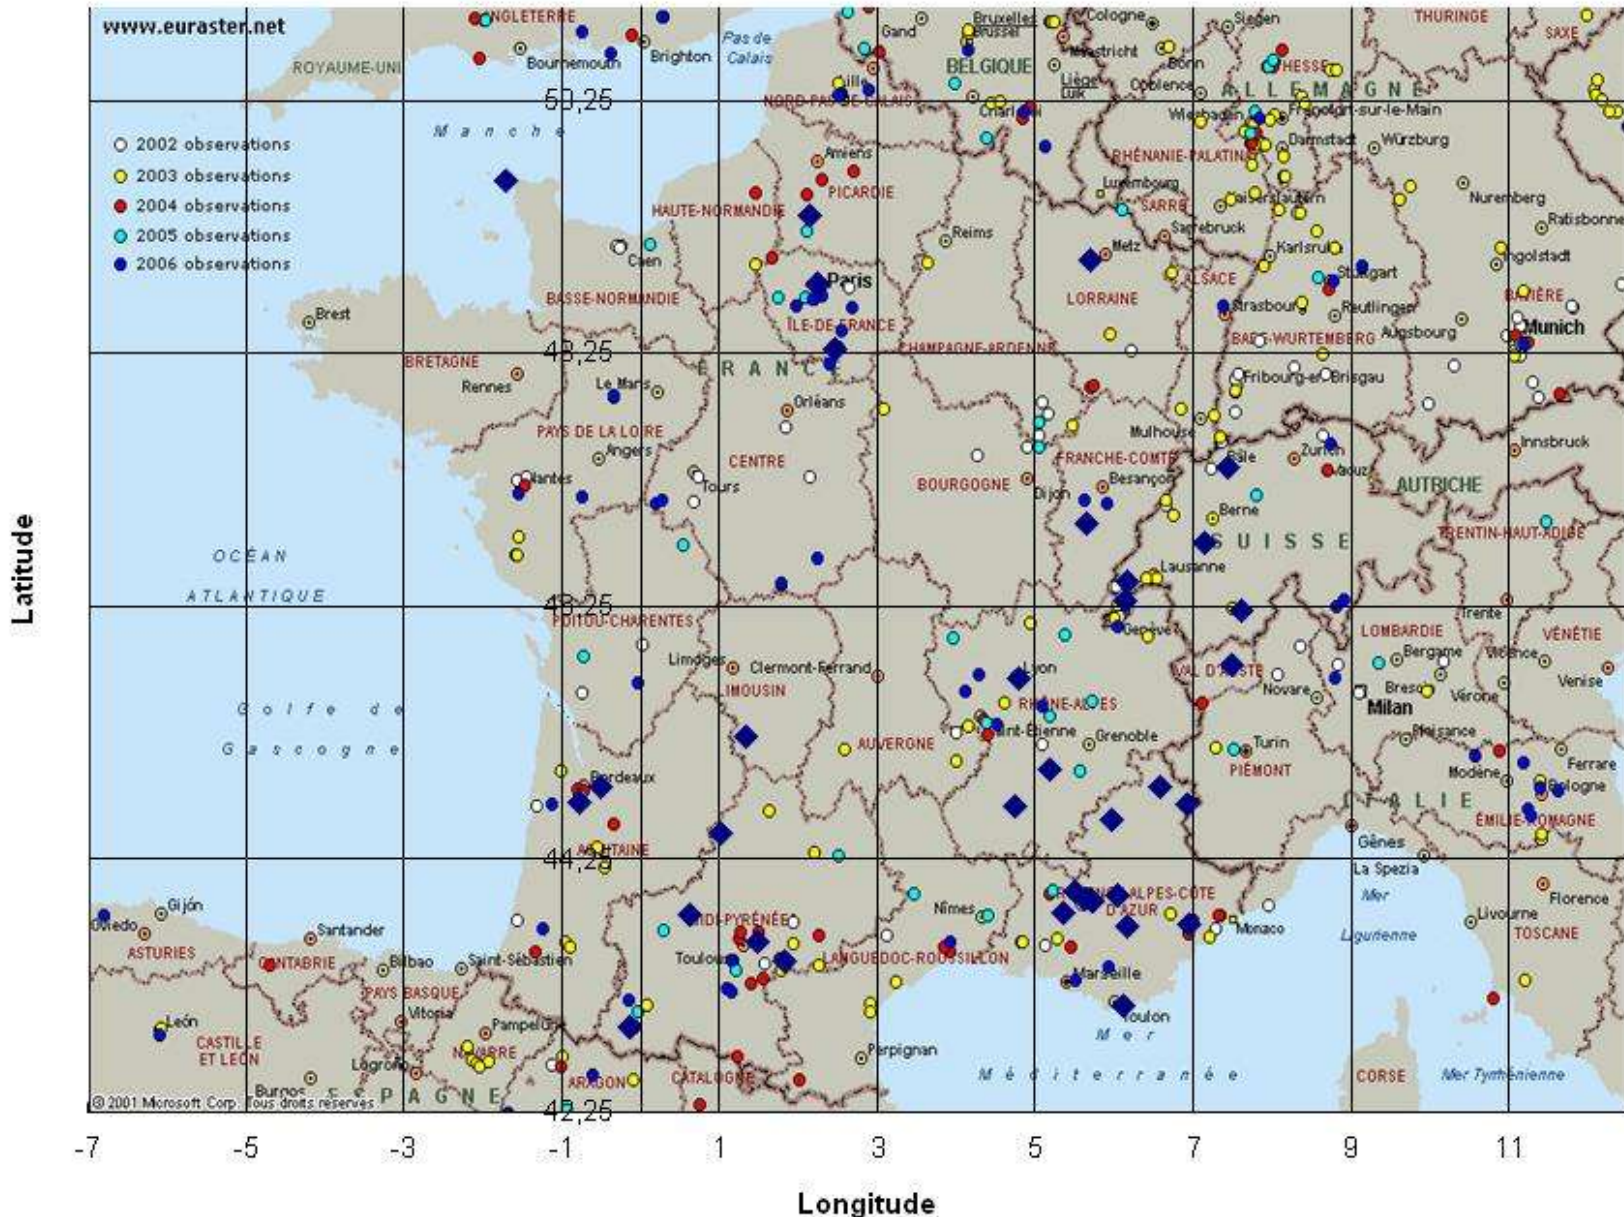 www.euraster.net
ANGLETERRE
Bruxelles
Brussel
Gand
Cologne
Siegen
THURINGE
SAXE
ROYAUME-UNI
Bournemouth
Brighton
Pas de
Calais
BELGIQUE
Maastricht
Liège
Luik
Bonn
Coblence
HESSE
ALLEMAGNE
50,25
NORD-PAS-DE-CALAIS
Wiesbaden
Francfort-sur-le-Main
Manche
2002 observations
2003 observations
2004 observations
2005 observations
2006 observations
Amiens
PICARDIE
HAUTE-NORMANDIE
Darmstadt
Würzburg
RHÉNANIE-PALATINAT
Luxembourg
SARRE
Kaiserslautern
Nuremberg
Ratisbonne
Sarrebruck
Karlsruhe
Caen
Reims
Metz
Ingolstadt
Paris
ALSACE
Stuttgart
BASSE-NORMANDIE
LORRAINE
Strasbourg
Reutlingen
BAVIÈRE
Brest
ÎLE-DE-FRANCE
Augsbourg
Munich
BRETAGNE
48,25
CHAMPAGNE-ARDENNE
BADE-WURTEMBERG
FRANCE
Rennes
Le Mans
Fribourg-en-Brisgau
Orléans
PAYS DE LA LOIRE
Mulhouse
Angers
CENTRE
FRANCHE-COMTÉ
Bâle
Zurich
Innsbruck
Nantes
Tours
BOURGOGNE
Dijon
Besançon
Vaduz
AUTRICHE
Berne
SUISSE
TRENTIN-HAUT-ADIGE
OCÉAN
ATLANTIQUE
Lausanne
POITOU-CHARENTES
Genève
Trente
LOMBARDIE
VÉNÉTIE
Limoges
Clermont-Ferrand
Lyon
VAL D'AOSTE
Bergame
Vicence
LIMOUSIN
Novare
Brescia
Vérone
Venise
Golfe de
Gascogne
RHÔNE-ALPES
Milan
AUVERGNE
Saint-Étienne
Grenoble
Turin
Plaisance
PIÉMONT
Modène
Ferrare
Bordeaux
Bologne
ITALIE
ÉMILIE-ROMAGNE
AQUITAINE
44,25
Gênes
La Spezia
Gijón
Oviedo
Santander
MIDI-PYRÉNÉE
Nîmes
PROVENCE-ALPES-CÔTE
D'AZUR
Mer
Ligurienne
Monaco
Livourne
Florence
TOSCANE
ASTURIES
CANTABRIE
Bilbao
Saint-Sébastien
Toulouse
LANGUEDOC-ROUSSILLON
Marseille
PAYS BASQUE
Vitoria
Pampelune
Toulon
León
CASTILLE
ET LEÓN
NAVARRE
Perpignan
Mer
Méditerranée
Logroño
Burgos
ESPAGNE
ARAGON
CATALOGNE
CORSE
Mer Tyrrhénienne
© 2001 Microsoft Corp. Tous droits réservés.
42,25
-7 -5 -3 -1 1 3 5 7 9 11
Latitude
Longitude